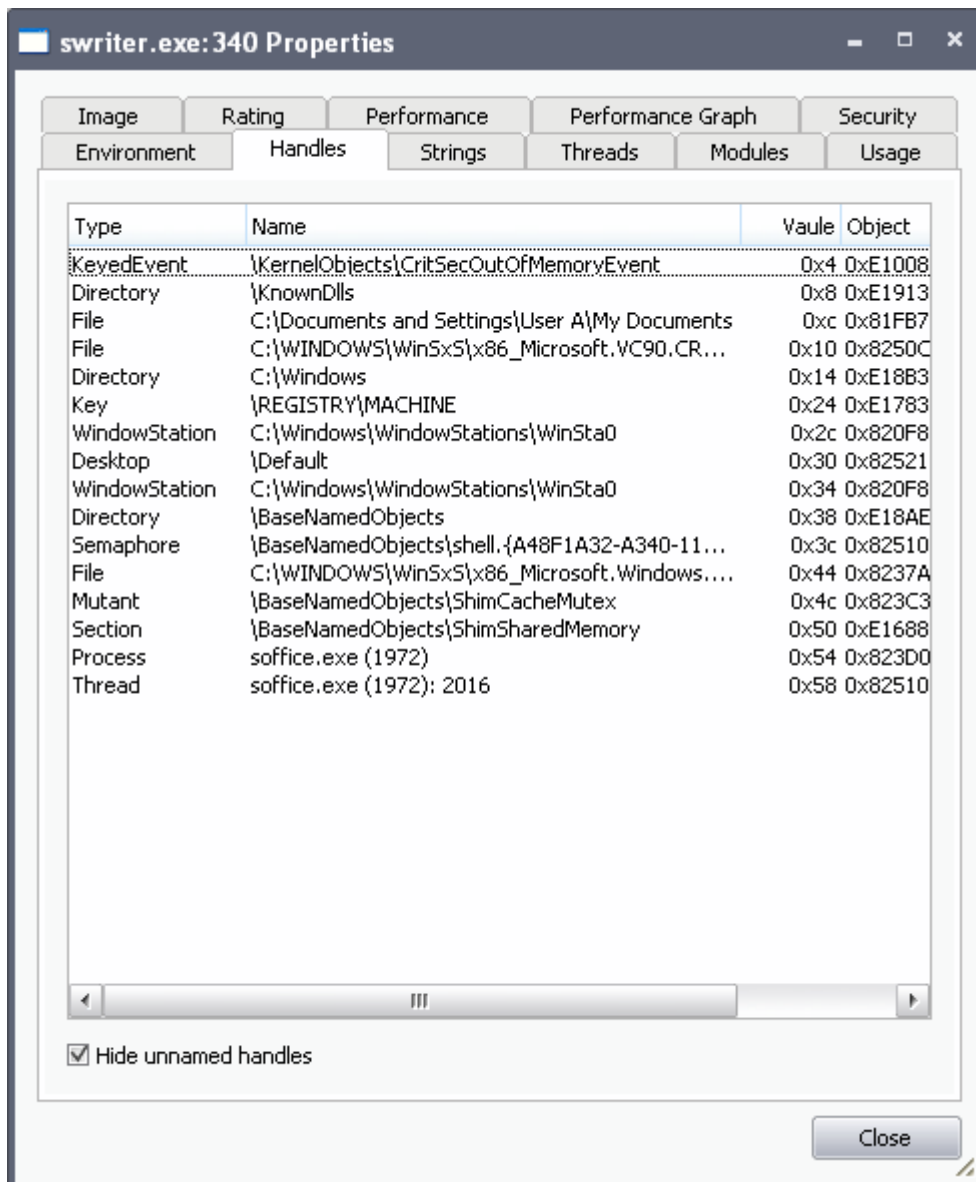 swriter.exe:340 Properties
Image Rating Performance Performance Graph Security
Environment Handles Strings Threads Modules Usage
Type Name Vaule Object
KeyedEvent \KernelObjects\CritSecOutOfMemoryEvent 0x4 0xE1008
Directory \KnownDlls 0x8 0xE1913
File C:\Documents and Settings\User A\My Documents 0xc 0x81FB7
File C:\WINDOWS\WinSxS\x86_Microsoft.VC90.CR... 0x10 0x8250C
Directory C:\Windows 0x14 0xE18B3
Key \REGISTRY\MACHINE 0x24 0xE1783
WindowStation C:\Windows\WindowStations\WinSta0 0x2c 0x820F8
Desktop \Default 0x30 0x82521
WindowStation C:\Windows\WindowStations\WinSta0 0x34 0x820F8
Directory \BaseNamedObjects 0x38 0xE18AE
Semaphore \BaseNamedObjects\shell.{A48F1A32-A340-11... 0x3c 0x82510
File C:\WINDOWS\WinSxS\x86_Microsoft.Windows.... 0x44 0x8237A
Mutant \BaseNamedObjects\ShimCacheMutex 0x4c 0x823C3
Section \BaseNamedObjects\ShimSharedMemory 0x50 0xE1688
Process soffice.exe (1972) 0x54 0x823D0
Thread soffice.exe (1972): 2016 0x58 0x82510
Hide unnamed handles
Close